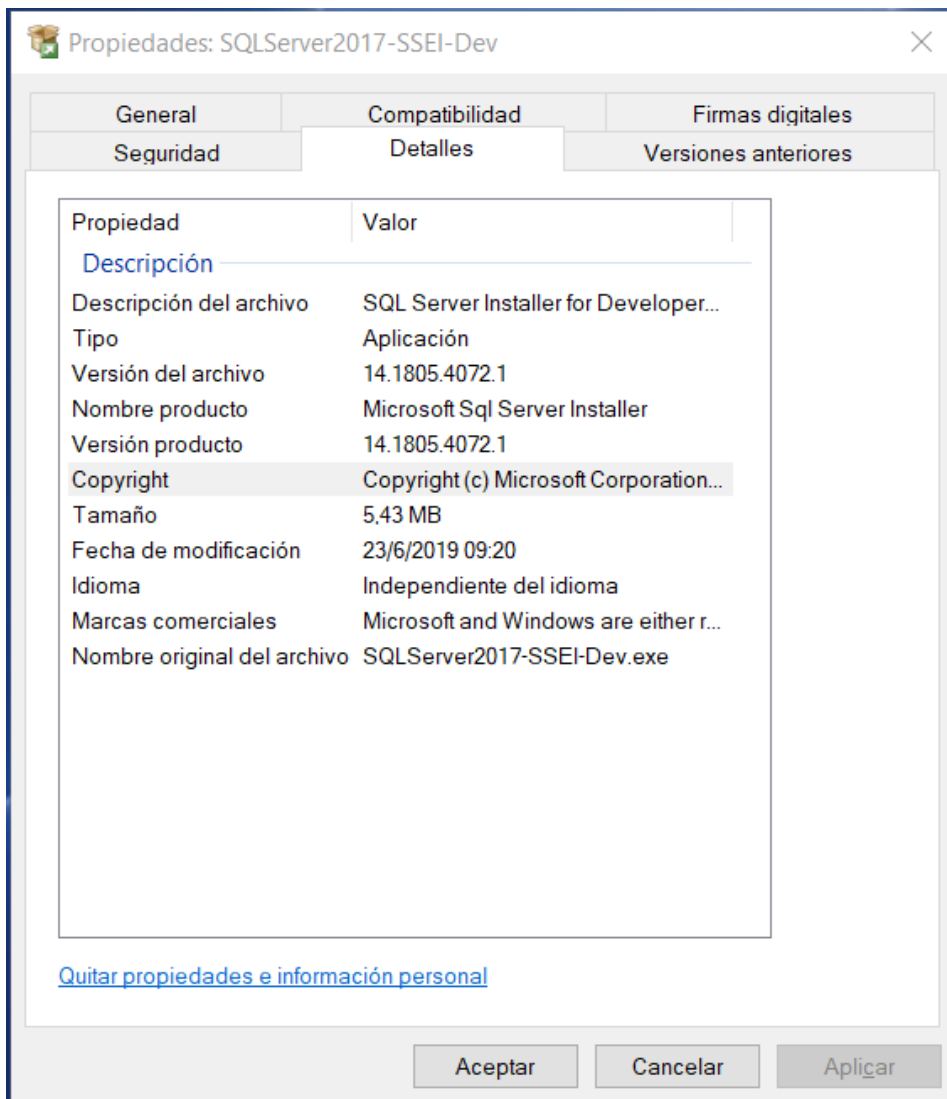 Propiedades: SQLServer2017-SSEI-Dev
General Compatibilidad Firmas digitales
Seguridad Detalles Versiones anteriores
Propiedad Valor
Descripción
Descripción del archivo SQL Server Installer for Developer...
Tipo Aplicación
Versión del archivo 14.1805.4072.1
Nombre producto Microsoft Sql Server Installer
Versión producto 14.1805.4072.1
Copyright Copyright (c) Microsoft Corporation...
Tamaño 5,43 MB
Fecha de modificación 23/6/2019 09:20
Idioma Independiente del idioma
Marcas comerciales Microsoft and Windows are either r...
Nombre original del archivo SQLServer2017-SSEI-Dev.exe
Quitar propiedades e información personal
Aceptar Cancelar Aplicar